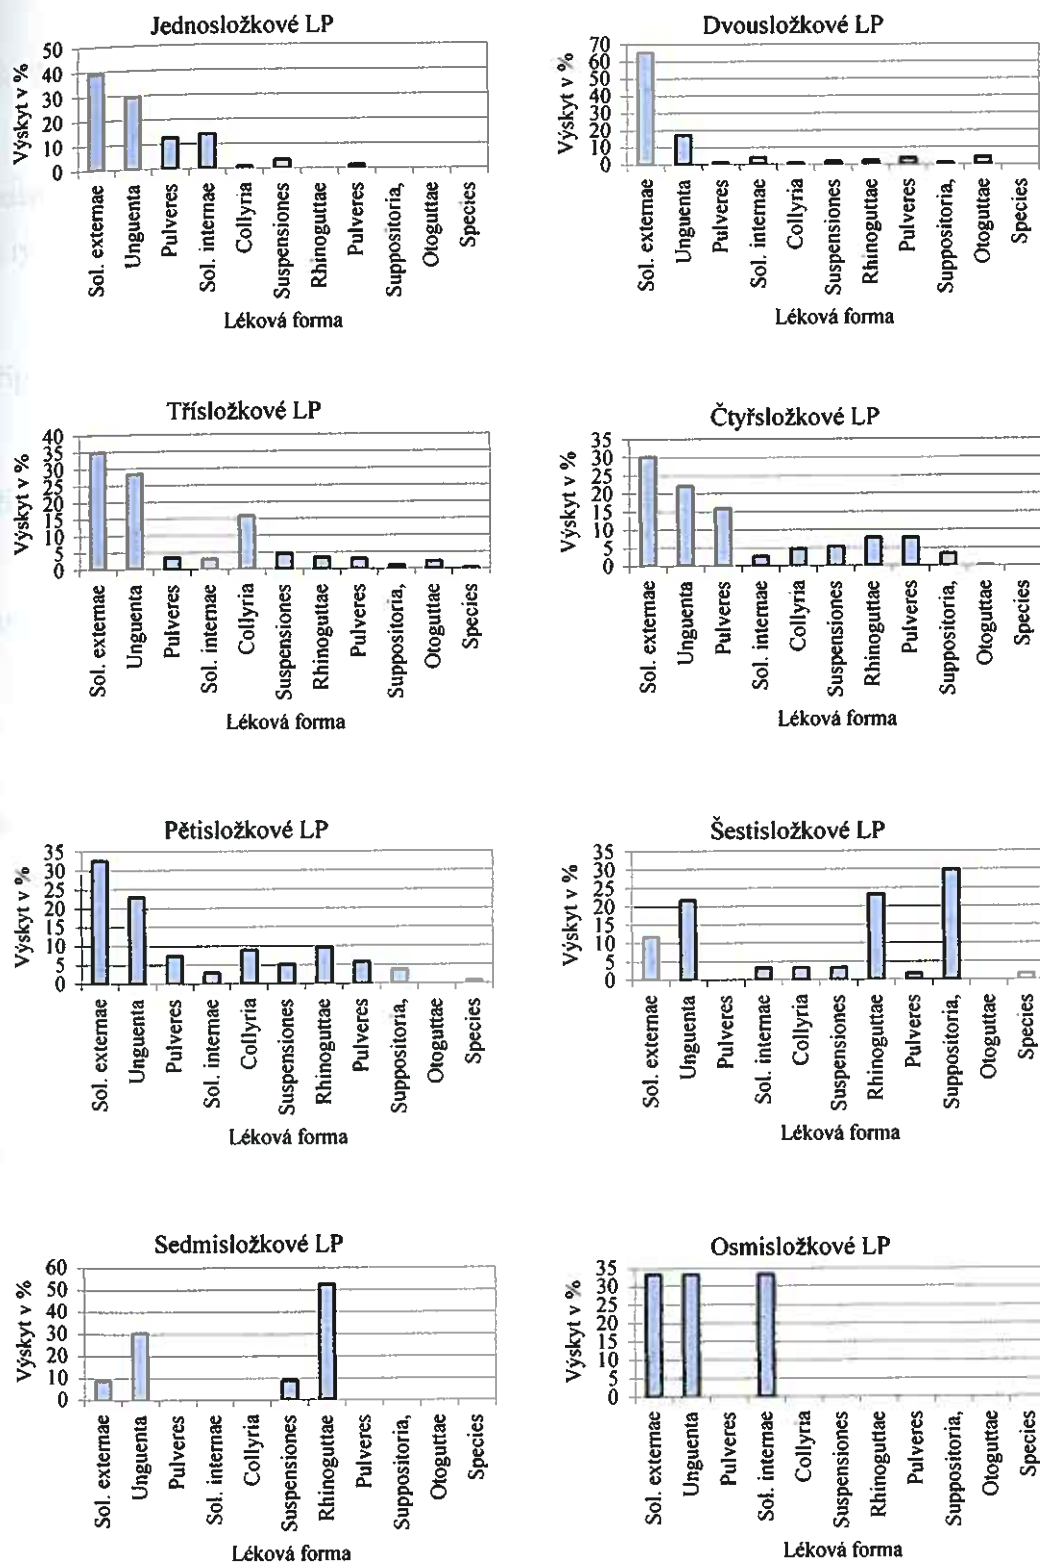 Jednosložkové LP
Výskyt v %
50
40
30
20
10
0
Sol. externae
Unguenta
Pulveres
Sol. internae
Collyria
Suspensiones
Rhinoguttae
Pulveres
Suppositoria,
Otoguttae
Species
Léková forma
Dvousložkové LP
Výskyt v %
70
60
50
40
30
20
10
0
Sol. externae
Unguenta
Pulveres
Sol. internae
Collyria
Suspensiones
Rhinoguttae
Pulveres
Suppositoria,
Otoguttae
Species
Léková forma
Třísložkové LP
Výskyt v %
40
35
30
25
20
15
10
5
0
Sol. externae
Unguenta
Pulveres
Sol. internae
Collyria
Suspensiones
Rhinoguttae
Pulveres
Suppositoria,
Otoguttae
Species
Léková forma
Čtyřsložkové LP
Výskyt v %
35
30
25
20
15
10
5
0
Sol. externae
Unguenta
Pulveres
Sol. internae
Collyria
Suspensiones
Rhinoguttae
Pulveres
Suppositoria,
Otoguttae
Species
Léková forma
Pětisložkové LP
Výskyt v %
35
30
25
20
15
10
5
0
Sol. externae
Unguenta
Pulveres
Sol. internae
Collyria
Suspensiones
Rhinoguttae
Pulveres
Suppositoria,
Otoguttae
Species
Léková forma
Šestisložkové LP
Výskyt v %
35
30
25
20
15
10
5
0
Sol. externae
Unguenta
Pulveres
Sol. internae
Collyria
Suspensiones
Rhinoguttae
Pulveres
Suppositoria,
Otoguttae
Species
Léková forma
Sedmisložkové LP
Výskyt v %
60
50
40
30
20
10
0
Sol. externae
Unguenta
Pulveres
Sol. internae
Collyria
Suspensiones
Rhinoguttae
Pulveres
Suppositoria,
Otoguttae
Species
Léková forma
Osmisložkové LP
Výskyt v %
35
30
25
20
15
10
5
0
Sol. externae
Unguenta
Pulveres
Sol. internae
Collyria
Suspensiones
Rhinoguttae
Pulveres
Suppositoria,
Otoguttae
Species
Léková forma